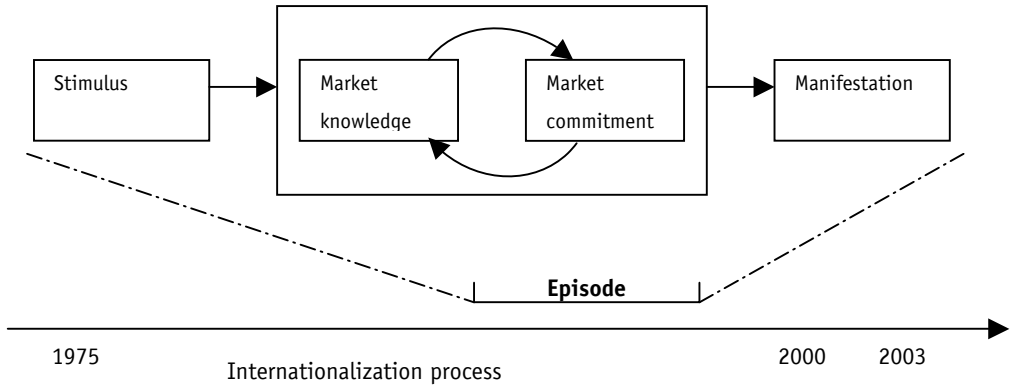 Stimulus
Market
knowledge
Market
commitment
Manifestation
Episode
1975
2000
2003
Internationalization process